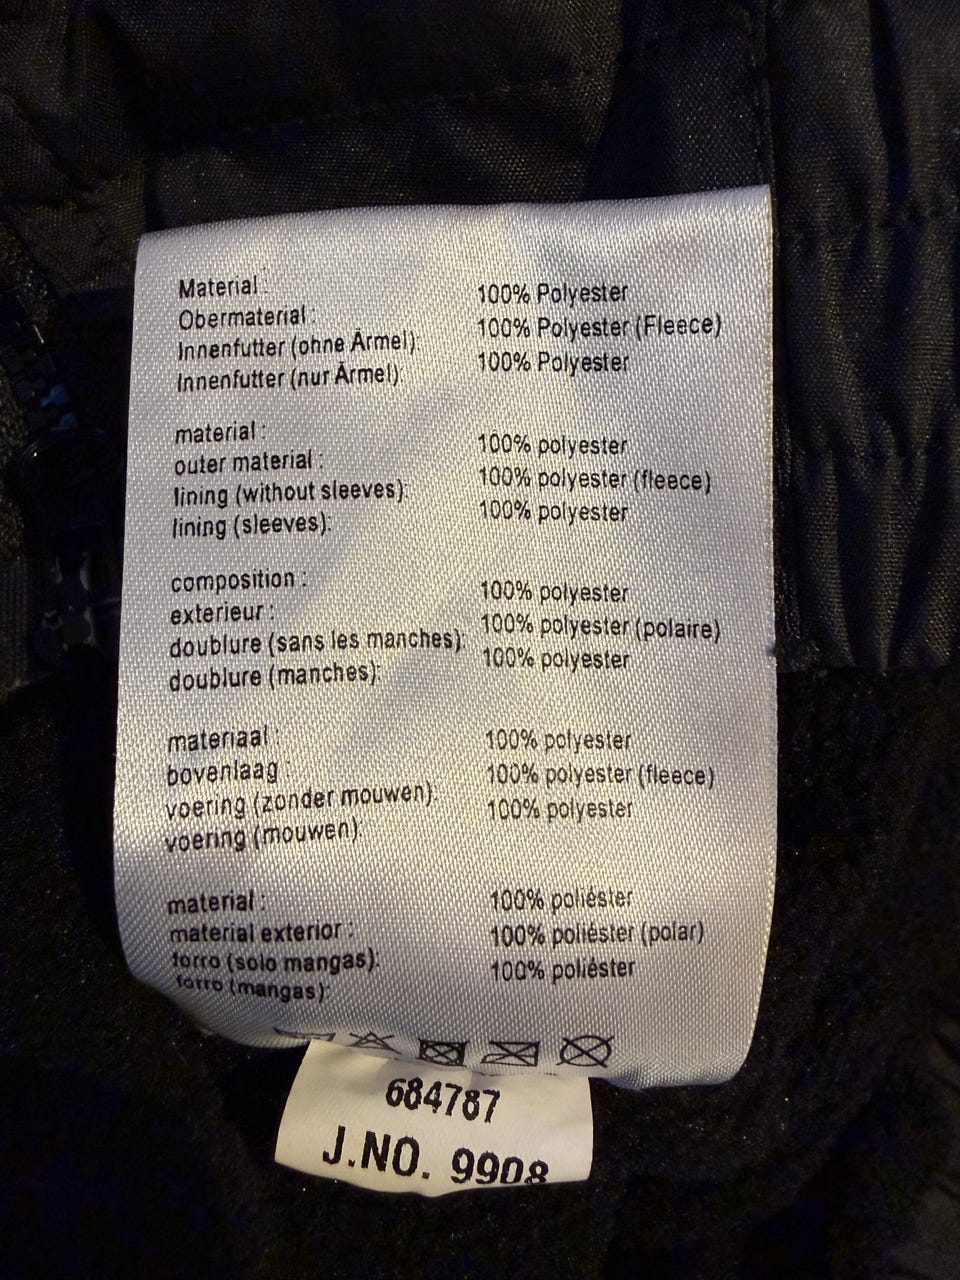 Material :
Obermaterial : 100% Polyester
Innenfutter (ohne Ärmel): 100% Polyester (Fleece)
Innenfutter (nur Ärmel): 100% Polyester
material :
outer material : 100% polyester
lining (without sleeves): 100% polyester (fleece)
lining (sleeves): 100% polyester
composition :
exterieur : 100% polyester
doublure (sans les manches): 100% polyester (polaire)
doublure (manches): 100% polyester
materiaal :
bovenlaag : 100% polyester
voering (zonder mouwen): 100% polyester (fleece)
voering (mouwen): 100% polyester
material :
material exterior : 100% poliéster
forro (solo mangas): 100% poliéster (polar)
forro (mangas): 100% poliéster
684787
J.NO. 9908